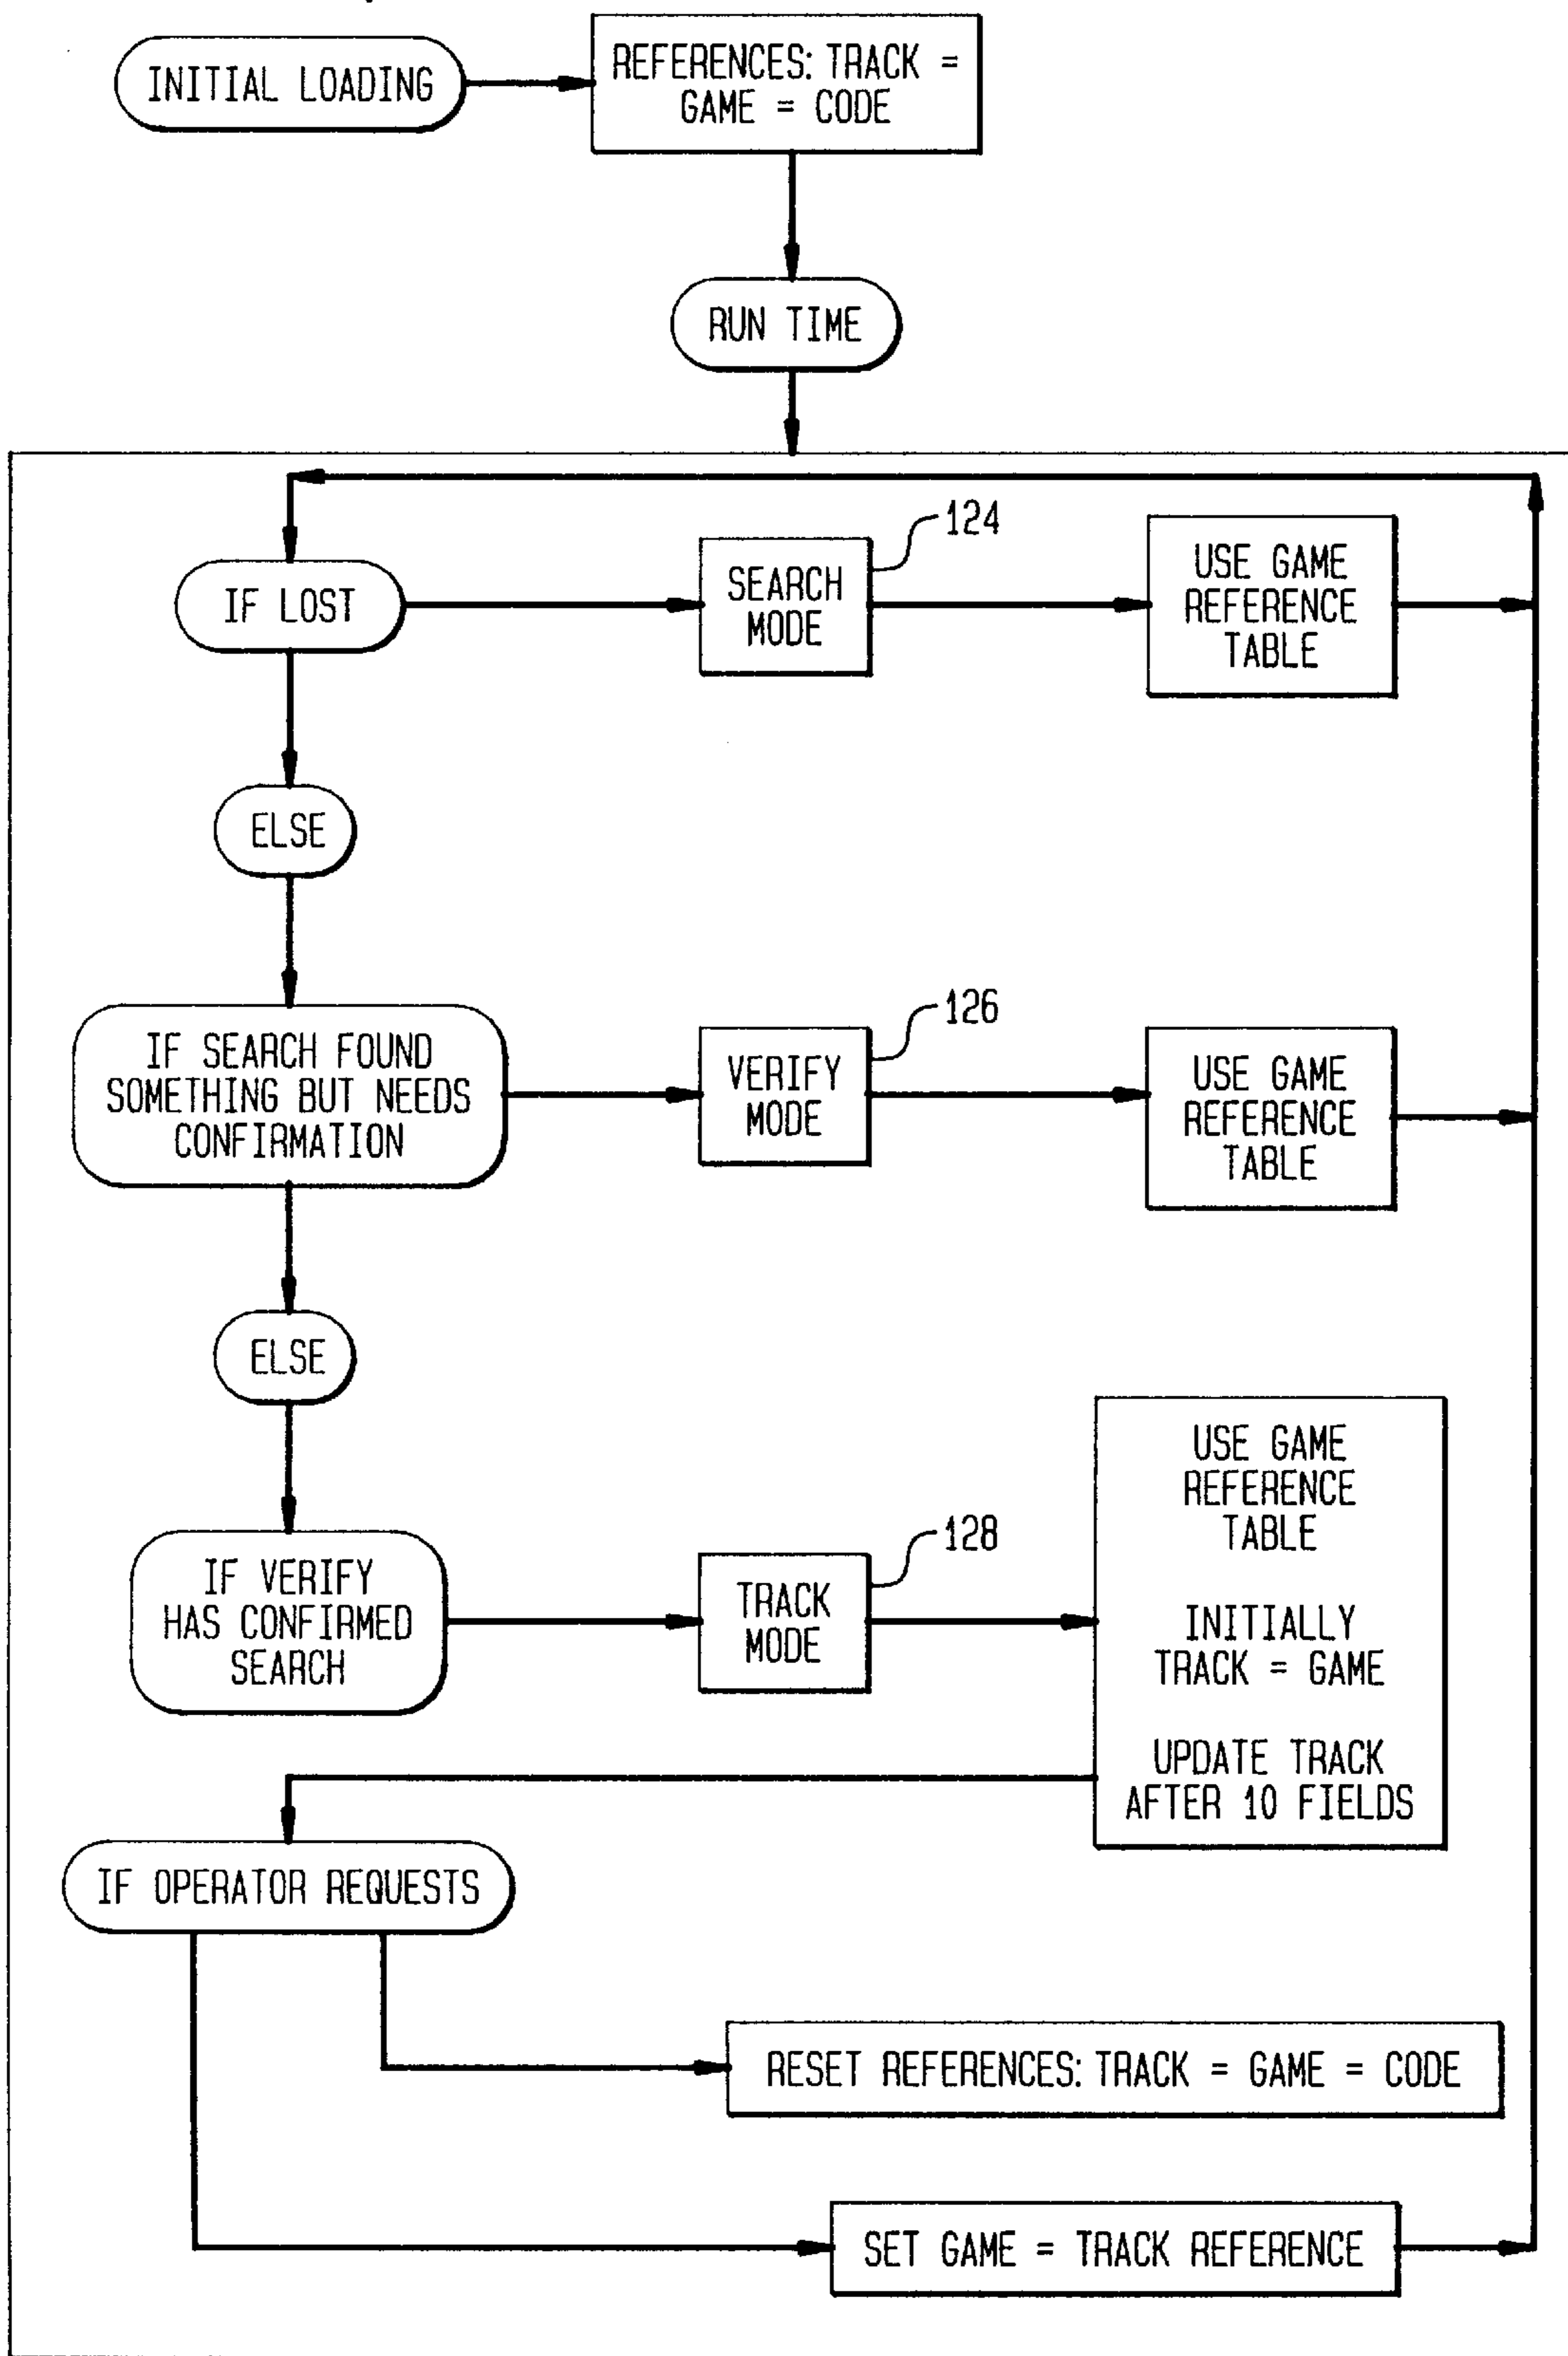 INITIAL LOADING
REFERENCES: TRACK =
GAME = CODE
RUN TIME
IF LOST
124
SEARCH
MODE
USE GAME
REFERENCE
TABLE
ELSE
IF SEARCH FOUND
SOMETHING BUT NEEDS
CONFIRMATION
126
VERIFY
MODE
USE GAME
REFERENCE
TABLE
ELSE
IF VERIFY
HAS CONFIRMED
SEARCH
128
TRACK
MODE
USE GAME
REFERENCE
TABLE
INITIALLY
TRACK = GAME
UPDATE TRACK
AFTER 10 FIELDS
IF OPERATOR REQUESTS
RESET REFERENCES: TRACK = GAME = CODE
SET GAME = TRACK REFERENCE